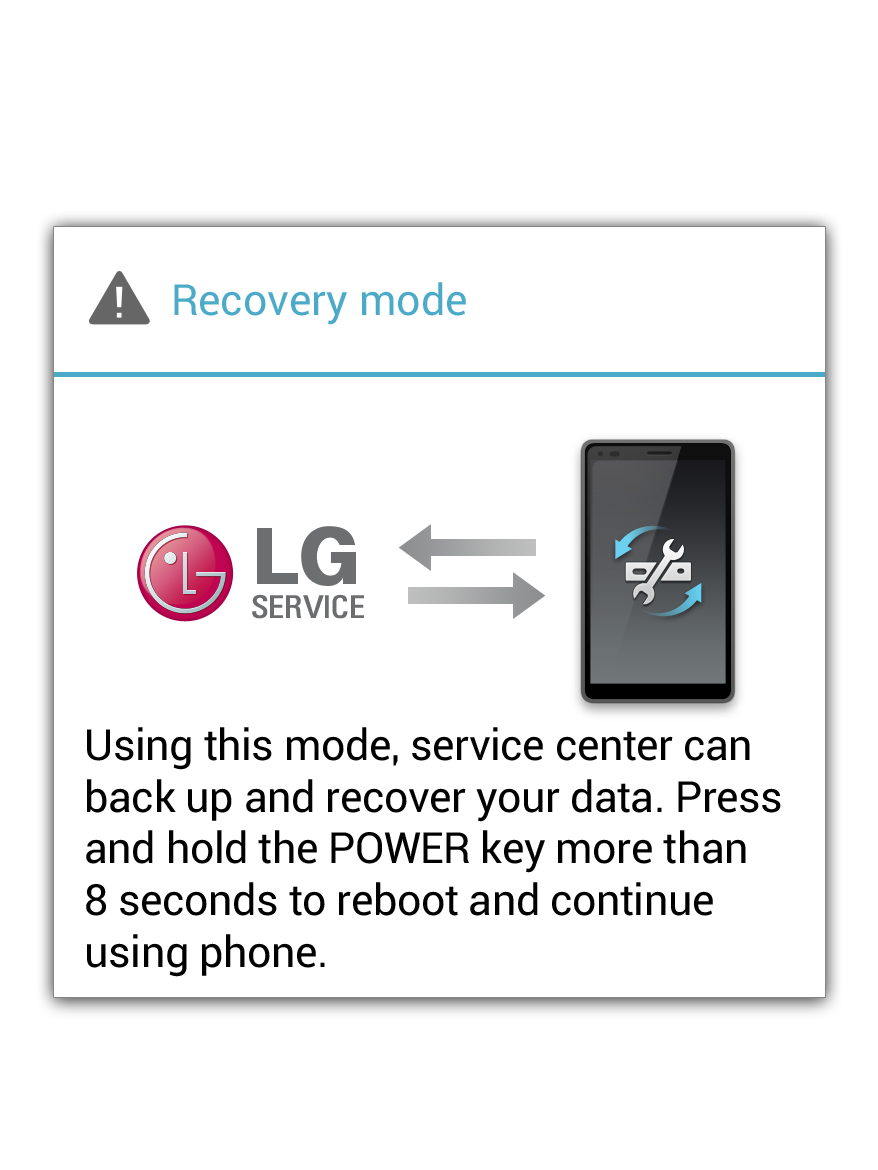 Recovery mode
LG
SERVICE
Using this mode, service center can
back up and recover your data. Press
and hold the POWER key more than
8 seconds to reboot and continue
using phone.